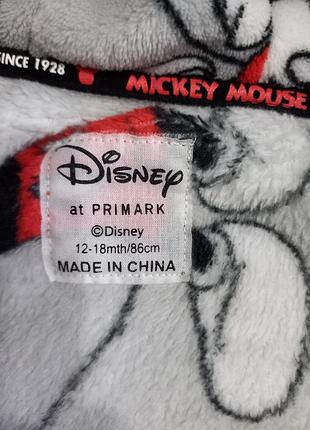 SINCE 1928
MICKEY MOUSE
Disney
at PRIMARK
©Disney
12-18mth/86cm
MADE IN CHINA